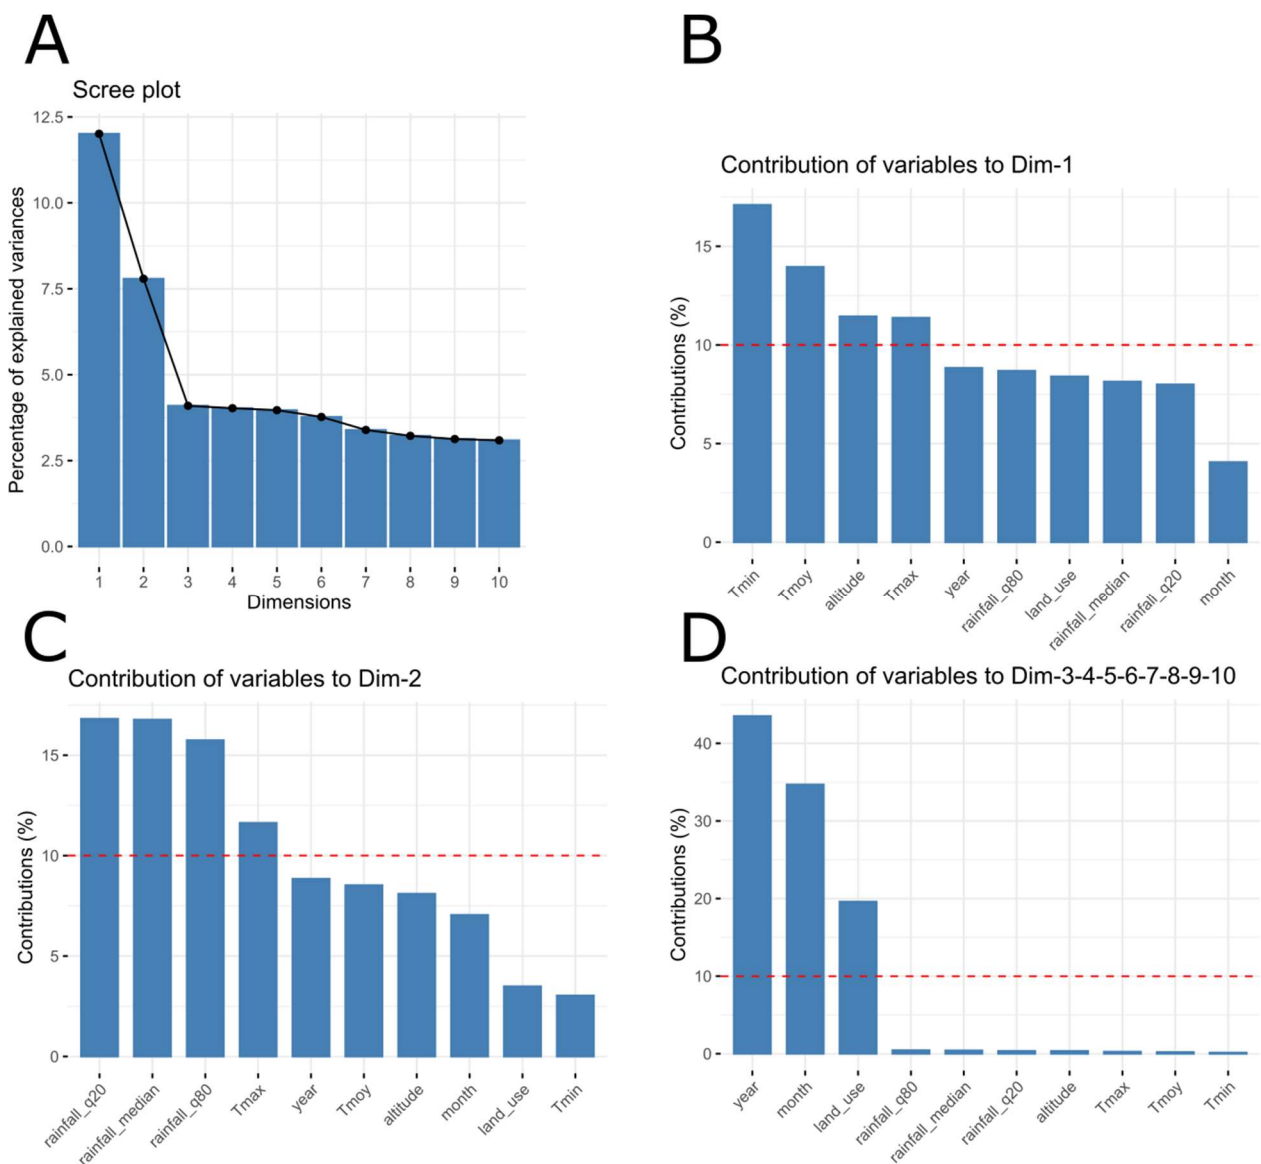 A
Scree plot
Percentage of explained variances
12.5
10.0
7.5
5.0
2.5
0.0
1 2 3 4 5 6 7 8 9 10
Dimensions
B
Contribution of variables to Dim-1
Contributions (%)
15
10
5
0
Tmin
Tmoy
altitude
Tmax
year
rainfall_q80
land_use
rainfall_median
rainfall_q20
month
C
Contribution of variables to Dim-2
Contributions (%)
15
10
5
0
rainfall_q20
rainfall_median
rainfall_q80
Tmax
year
Tmoy
altitude
month
land_use
Tmin
D
Contribution of variables to Dim-3-4-5-6-7-8-9-10
Contributions (%)
40
30
20
10
0
year
month
land_use
rainfall_q80
rainfall_median
rainfall_q20
altitude
Tmax
Tmoy
Tmin